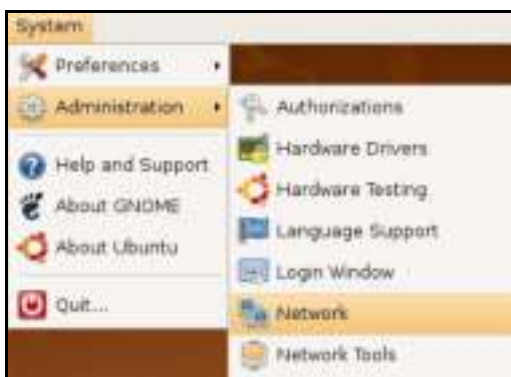 System
Preferences
Administration
Help and Support
About GNOME
About Ubuntu
Quit...
Authorizations
Hardware Drivers
Hardware Testing
Language Support
Login Window
Network
Network Tools